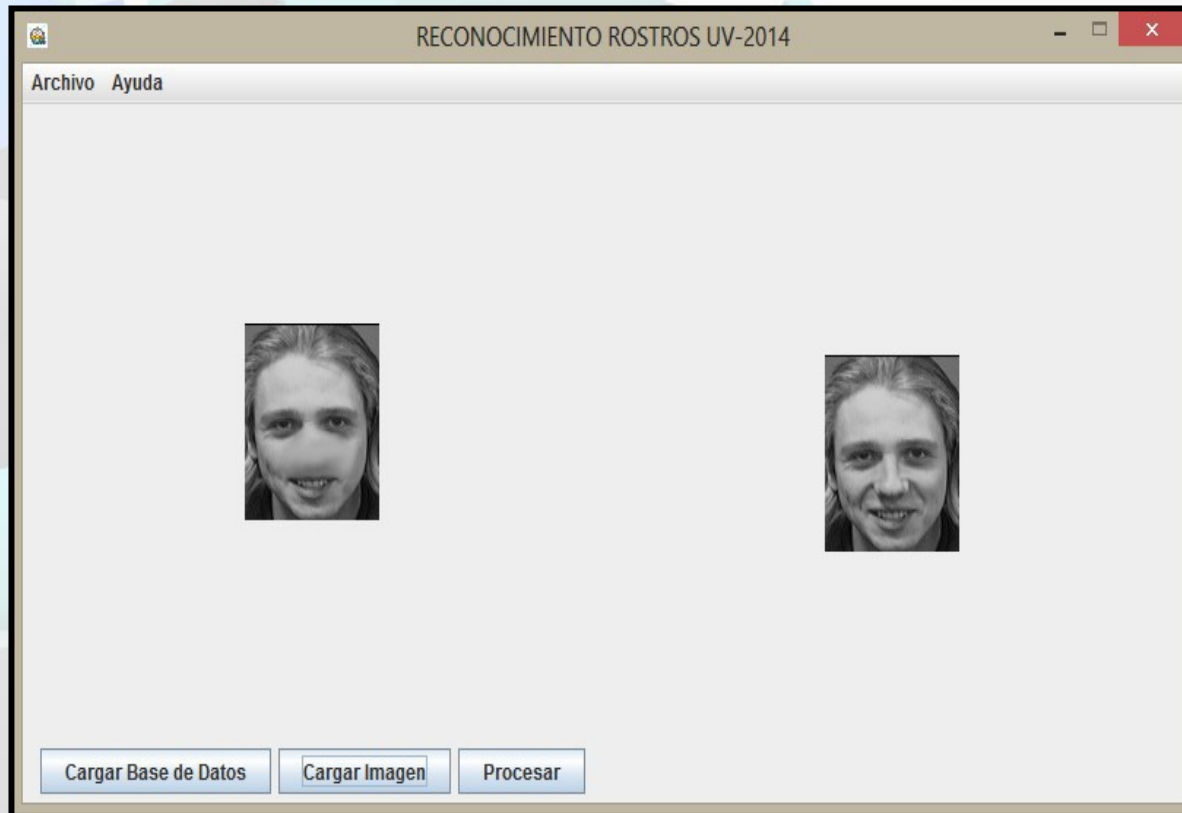 RECONOCIMIENTO ROSTROS UV-2014
Archivo Ayuda
Cargar Base de Datos Cargar Imagen Procesar